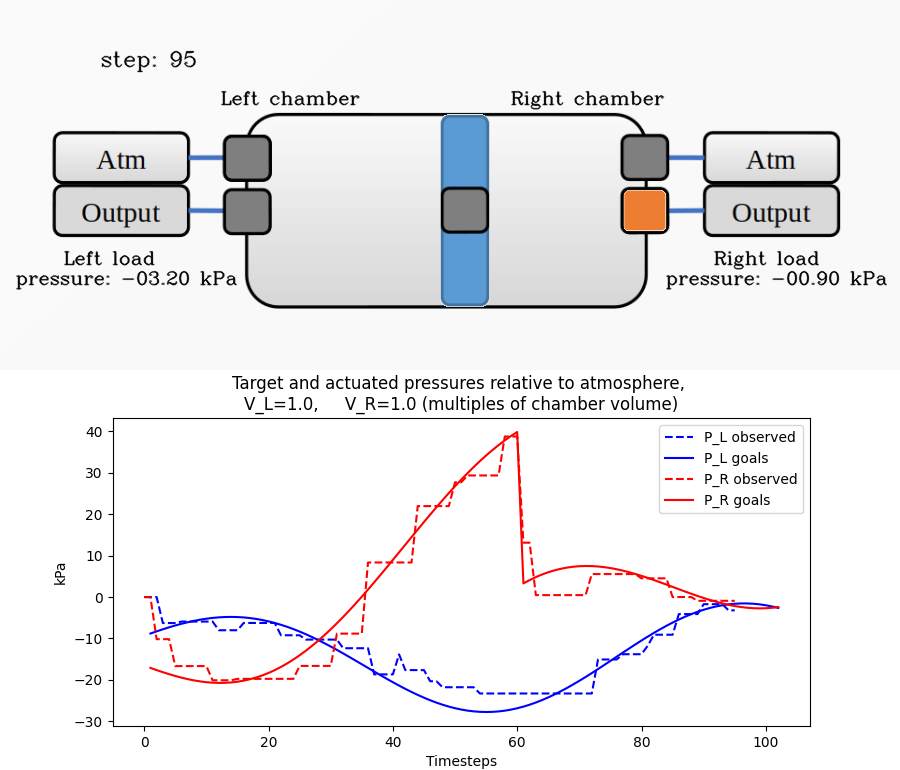 step: 95
Left chamber
Right chamber
Atm
Atm
Output
Output
Left load
pressure: -03.20 kPa
Right load
pressure: -00.90 kPa
Target and actuated pressures relative to atmosphere,
V_L=1.0, V_R=1.0 (multiples of chamber volume)
40
30
20
10
0
−10
−20
−30
kPa
P_L observed
P_L goals
P_R observed
P_R goals
0 20 40 60 80 100
Timesteps